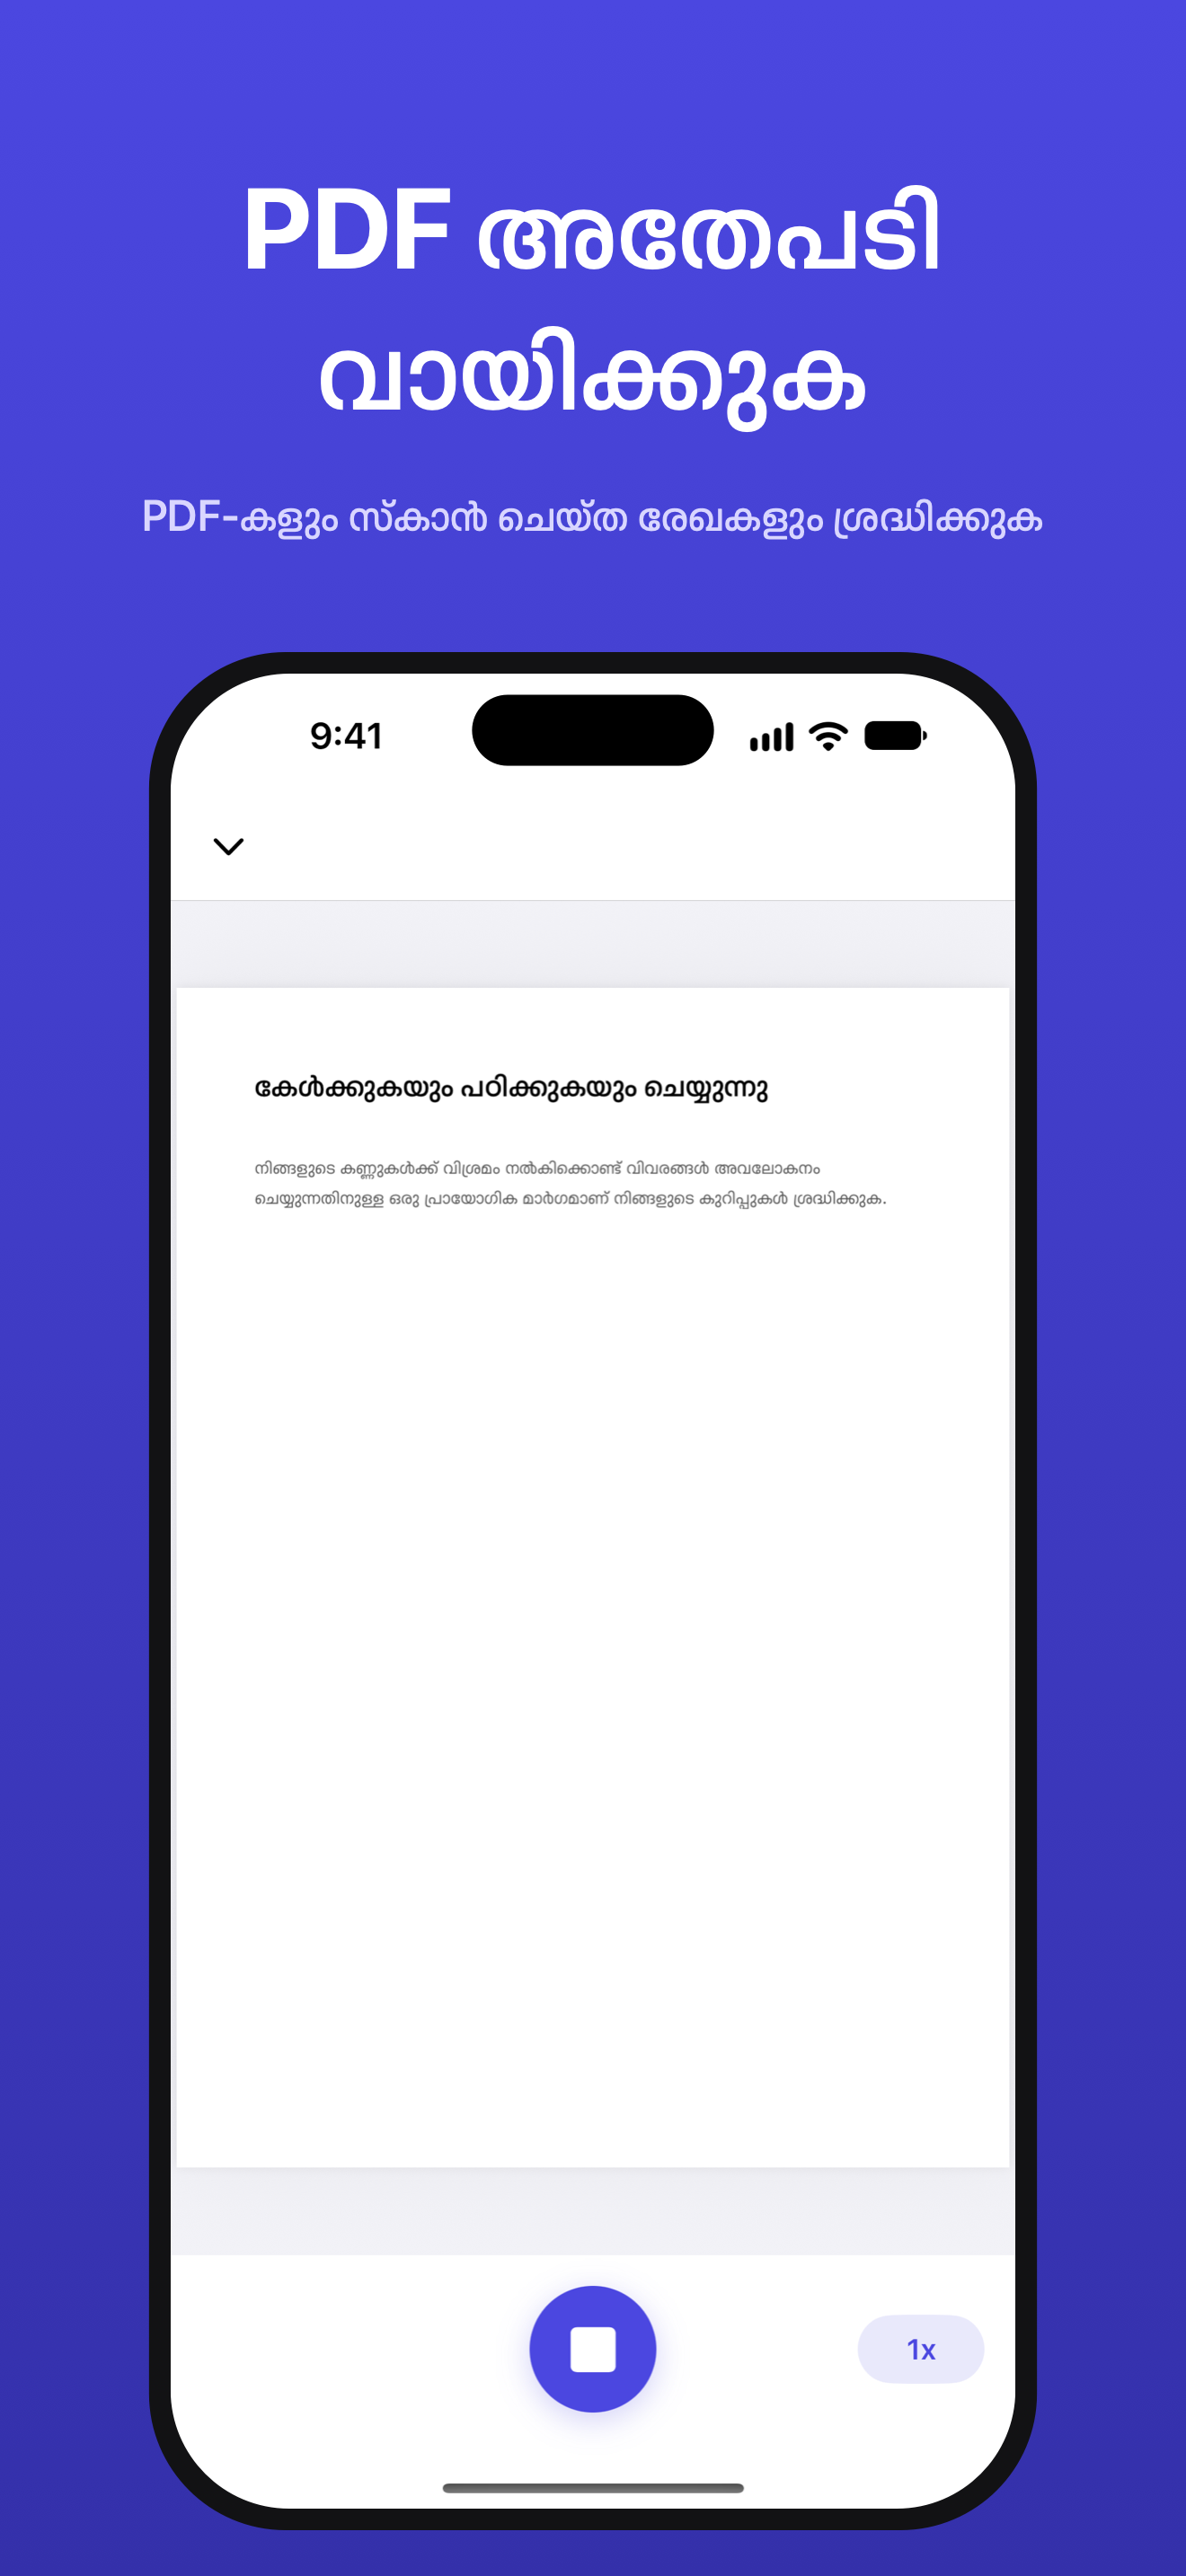 PDF അതേപടി
വായിക്കുക
PDF-കളും സ്കാൻ ചെയ്ത രേഖകളും ശ്രദ്ധിക്കുക
9:41
കേൾക്കുകയും പഠിക്കുകയും ചെയ്യുന്നു
നിങ്ങളുടെ കണ്ണുകൾക്ക് വിശ്രമം നൽകിക്കൊണ്ട് വിവരങ്ങൾ അവലോകനം
ചെയ്യുന്നതിനുള്ള ഒരു പ്രായോഗിക മാർഗമാണ് നിങ്ങളുടെ കുറിപ്പുകൾ ശ്രദ്ധിക്കുക.
1x